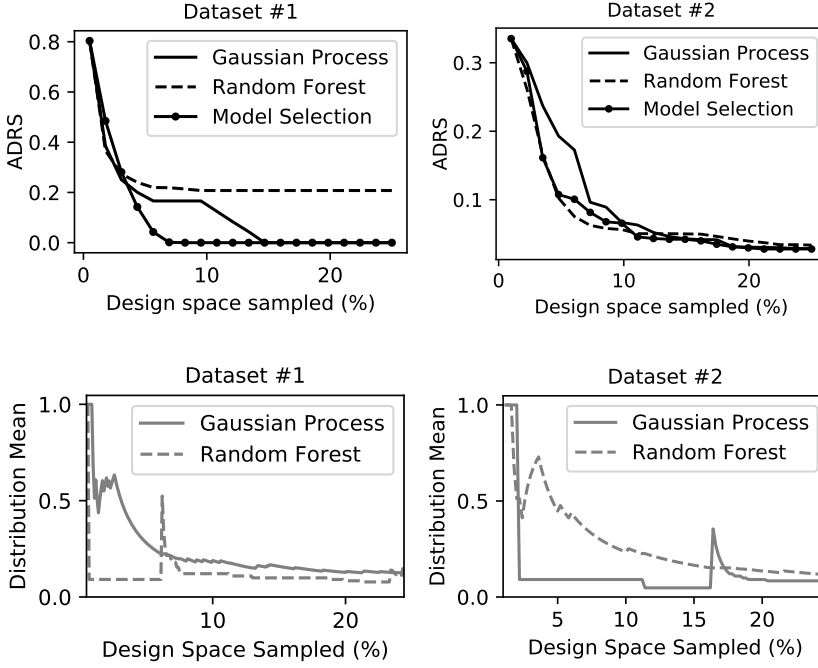 Dataset #1
ADRS
0.8
0.6
0.4
0.2
0.0
Gaussian Process
Random Forest
Model Selection
0
10
20
Design space sampled (%)
Dataset #2
ADRS
0.3
0.2
0.1
Gaussian Process
Random Forest
Model Selection
0
10
20
Design space sampled (%)
Dataset #1
Distribution Mean
1.0
0.5
0.0
Gaussian Process
Random Forest
10
20
Design Space Sampled (%)
Dataset #2
Distribution Mean
1.0
0.5
0.0
Gaussian Process
Random Forest
5
10
15
20
Design Space Sampled (%)